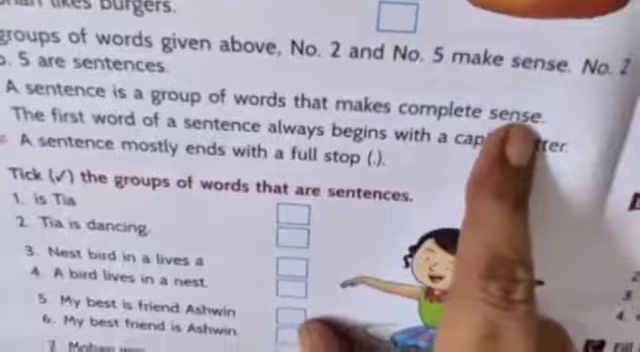 likes burgers.
groups of words given above, No. 2 and No. 5 make sense. No. 2
5 are sentences.
A sentence is a group of words that makes complete sense.
The first word of a sentence always begins with a
A sentence mostly ends with a full stop (.).
Tick (✓) the groups of words that are sentences.
1. is Tia
2. Tia is dancing.
3. Nest bird in a lives a
4. A bird lives in a nest.
5. My best is friend Ashwin
6. My best friend is Ashwin.
7.